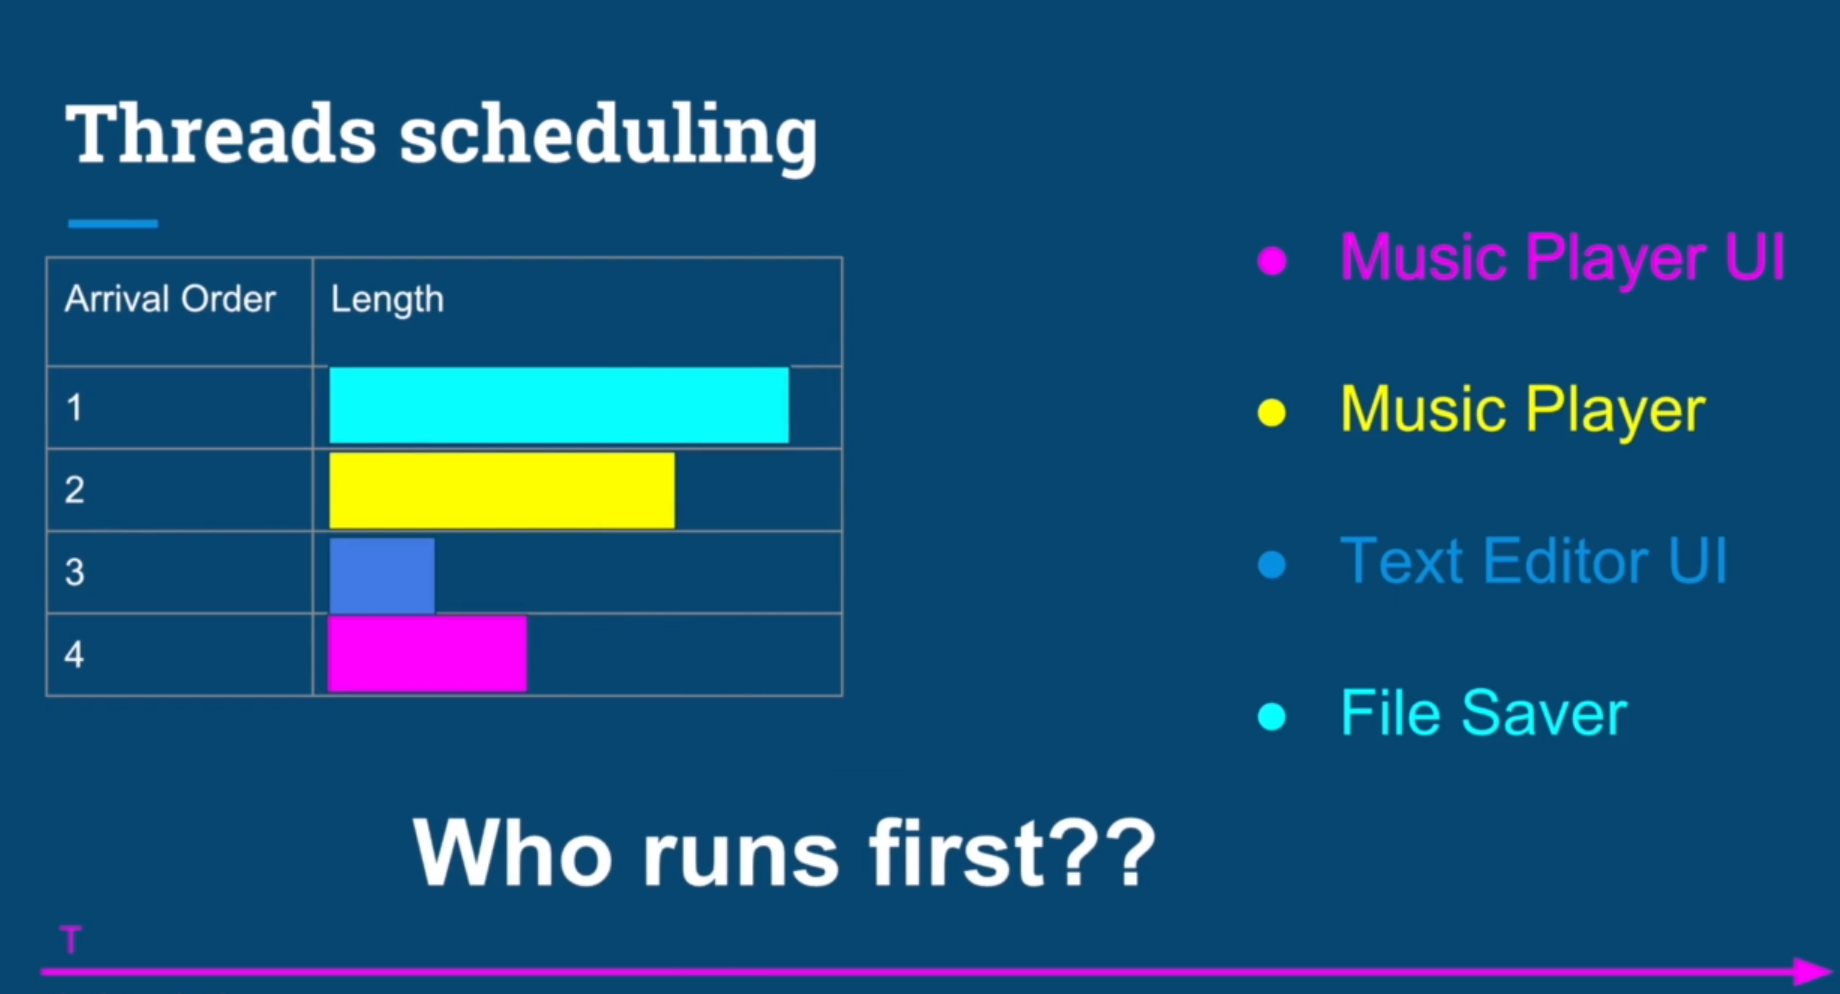 Threads scheduling
Arrival Order Length
1
2
3
4
Music Player UI
Music Player
Text Editor UI
File Saver
Who runs first??
T